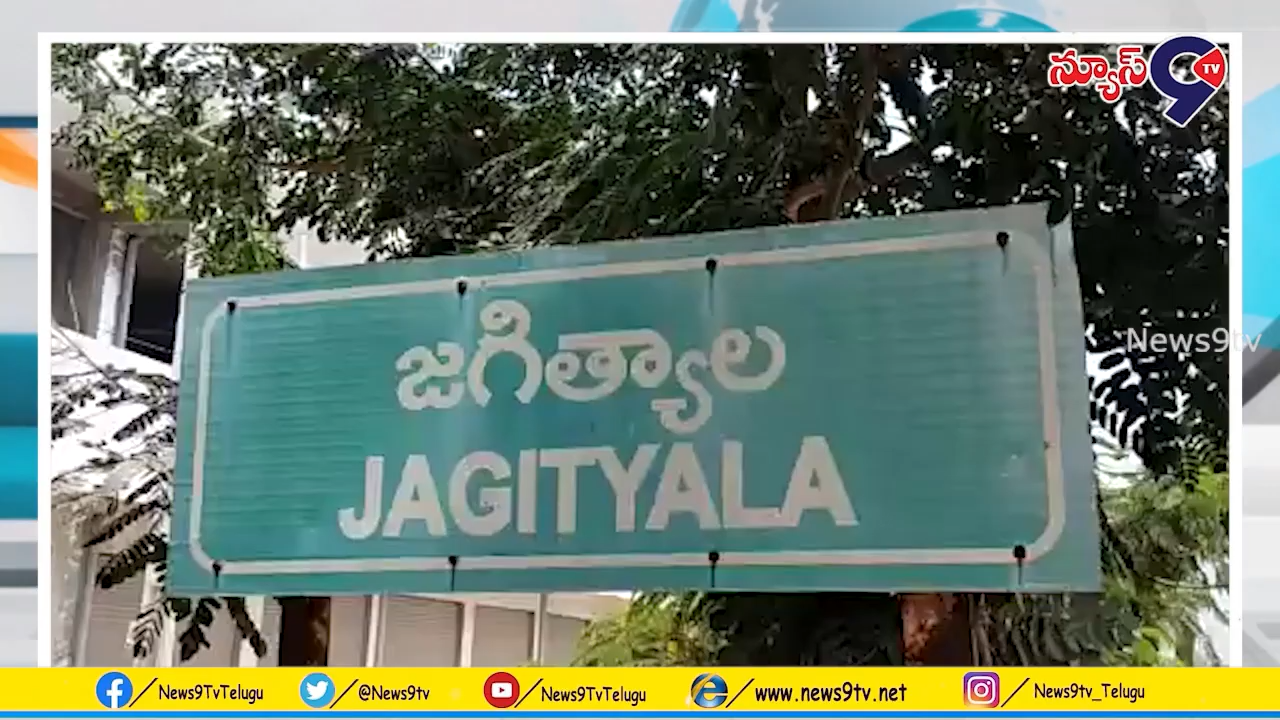 న్యూస్ 9 TV
జగిత్యాల
JAGITYALA
News9tv
News9TvTelugu
@News9tv
News9TvTelugu
www.news9tv.net
News9tv_Telugu